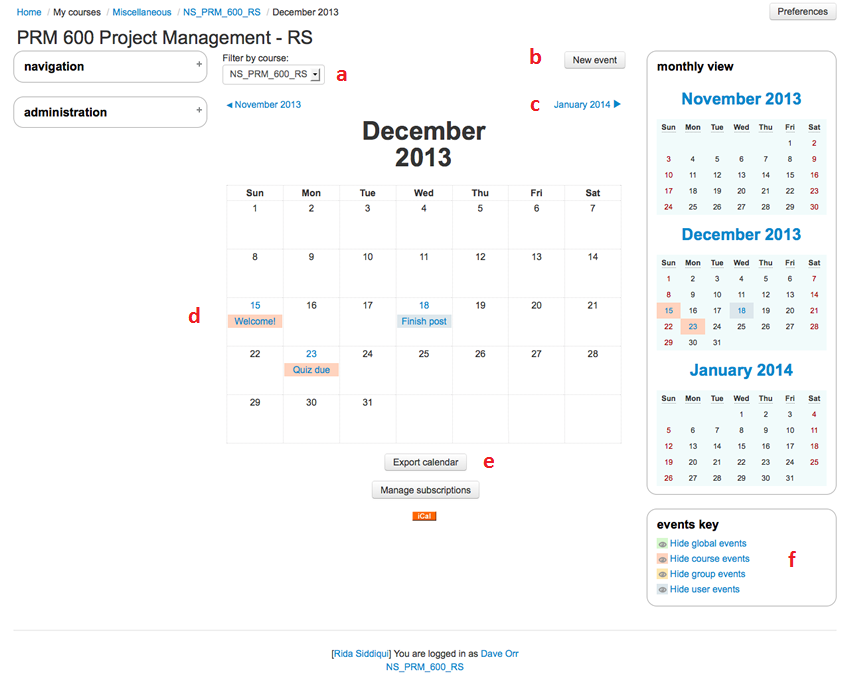 Home / My courses / Miscellaneous / NS_PRM_600_RS / December 2013
Preferences
PRM 600 Project Management - RS
navigation
administration
Filter by course:
NS_PRM_600_RS
a
b
New event
November 2013
c
January 2014
December
2013
Sun Mon Tue Wed Thu Fri Sat
1 2 3 4 5 6 7
8 9 10 11 12 13 14
d
15 16 17 18 19 20 21
Welcome! Finish post
22 23 24 25 26 27 28
Quiz due
29 30 31
Export calendar
e
Manage subscriptions
iCal
monthly view
November 2013
Sun Mon Tue Wed Thu Fri Sat
1 2
3 4 5 6 7 8 9
10 11 12 13 14 15 16
17 18 19 20 21 22 23
24 25 26 27 28 29 30
December 2013
Sun Mon Tue Wed Thu Fri Sat
1 2 3 4 5 6 7
8 9 10 11 12 13 14
15 16 17 18 19 20 21
22 23 24 25 26 27 28
29 30 31
January 2014
Sun Mon Tue Wed Thu Fri Sat
1 2 3 4
5 6 7 8 9 10 11
12 13 14 15 16 17 18
19 20 21 22 23 24 25
26 27 28 29 30 31
events key
Hide global events
Hide course events
Hide group events
Hide user events
f
[Rida Siddiqui] You are logged in as Dave Orr
NS_PRM_600_RS